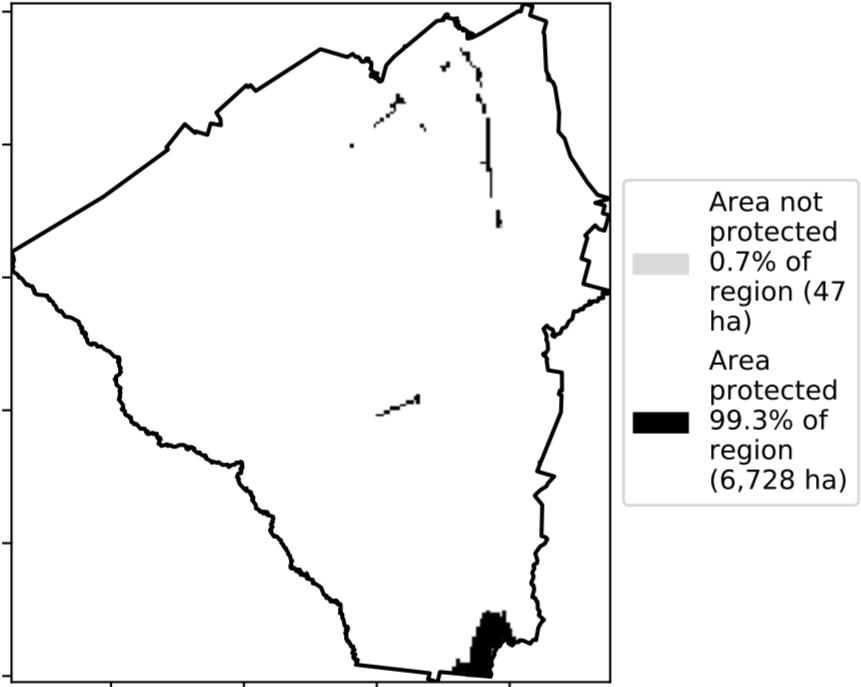 Area not
protected
0.7% of
region (47
ha)
Area
protected
99.3% of
region
(6,728 ha)